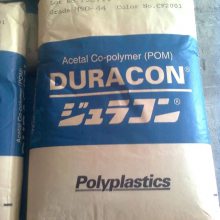 Acetal Co-polymer (POM)
DURACON®
ジュラコン®
Polyplastics